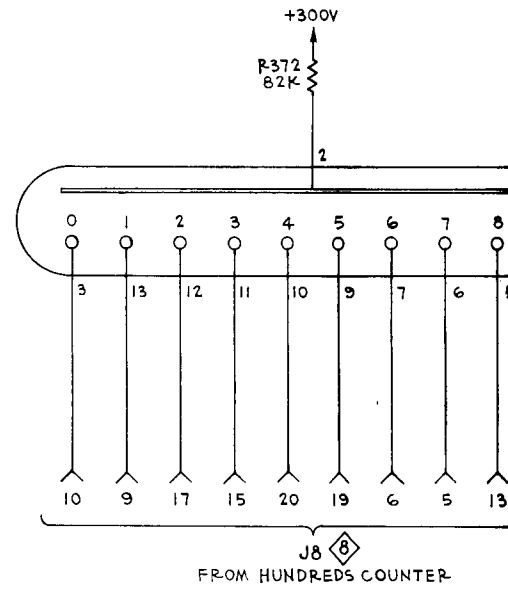 +300V
R372
82K
2
0 1 2 3 4 5 6 7 8
3 13 12 11 10 9 7 6
10 9 17 15 20 19 6 5 13
J8 8
FROM HUNDREDS COUNTER